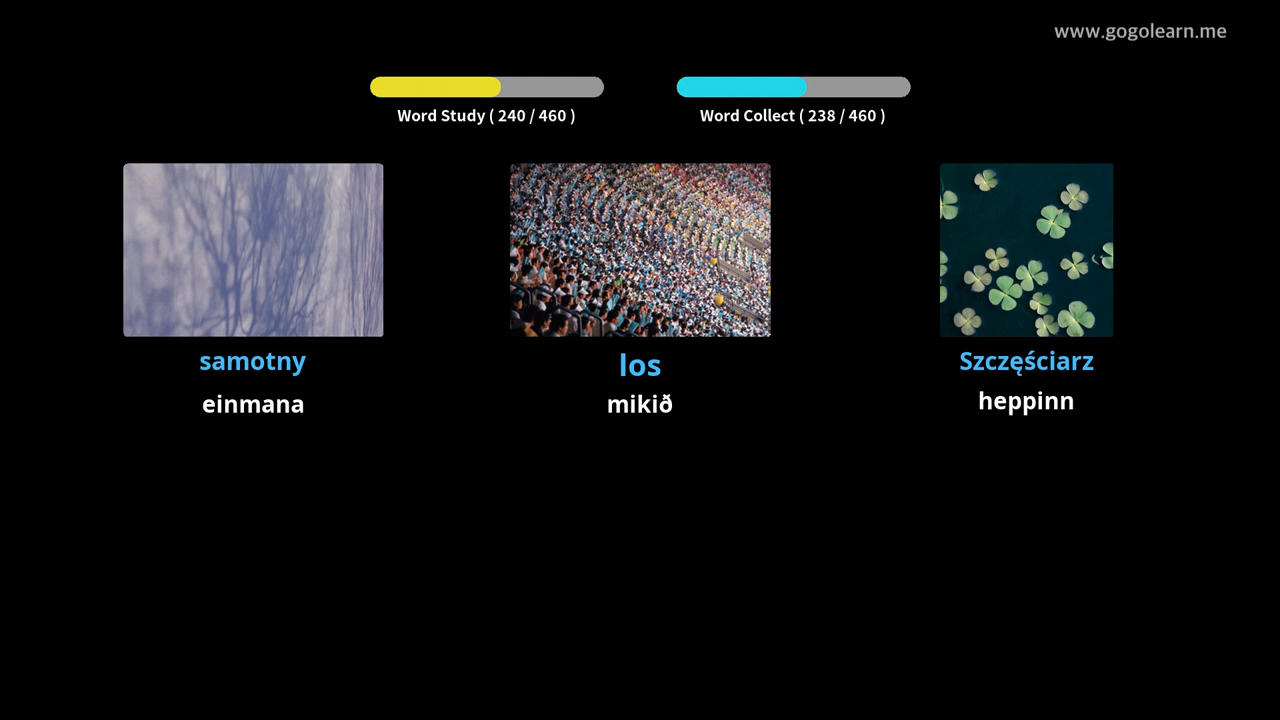 www.gogolearn.me
Word Study ( 240 / 460 )
Word Collect ( 238 / 460 )
samotny
los
Szczęściarz
einmana
mikið
heppinn